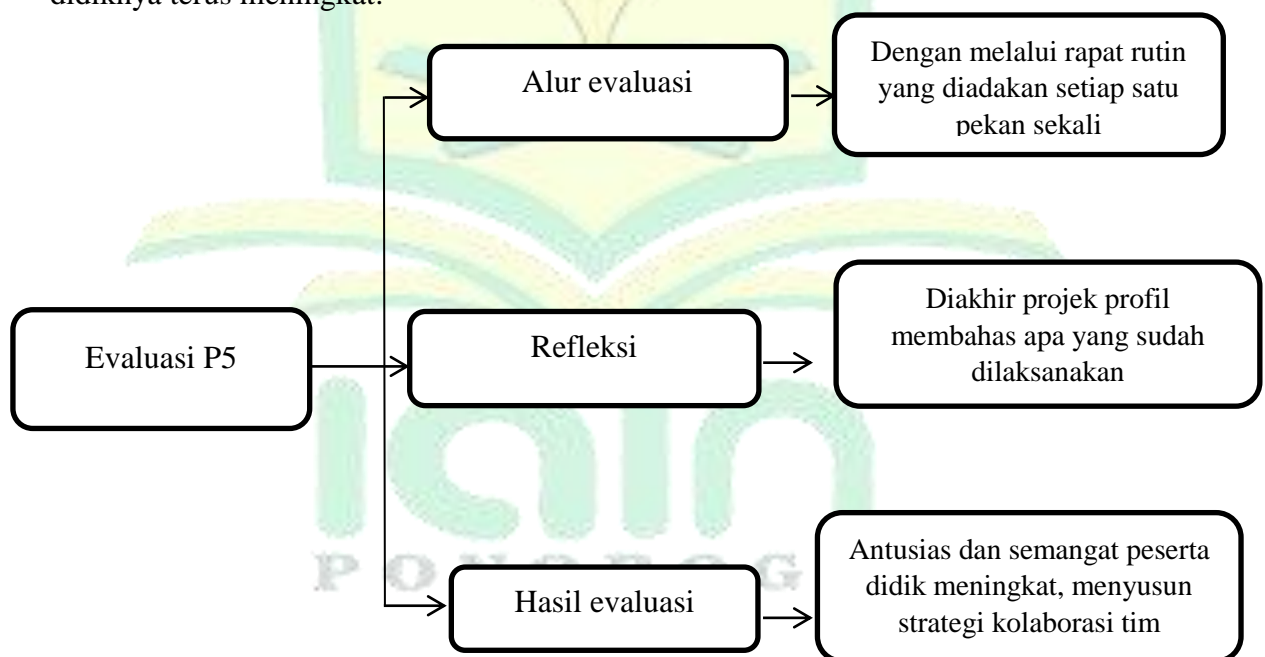 didiknya terus meningkat.
Alur evaluasi
Dengan melalui rapat rutin
yang diadakan setiap satu
pekan sekali
Evaluasi P5
Refleksi
Diakhir projek profil
membahas apa yang sudah
dilaksanakan
Hasil evaluasi
Antusias dan semangat peserta
didik meningkat, menyusun
strategi kolaborasi tim
iain